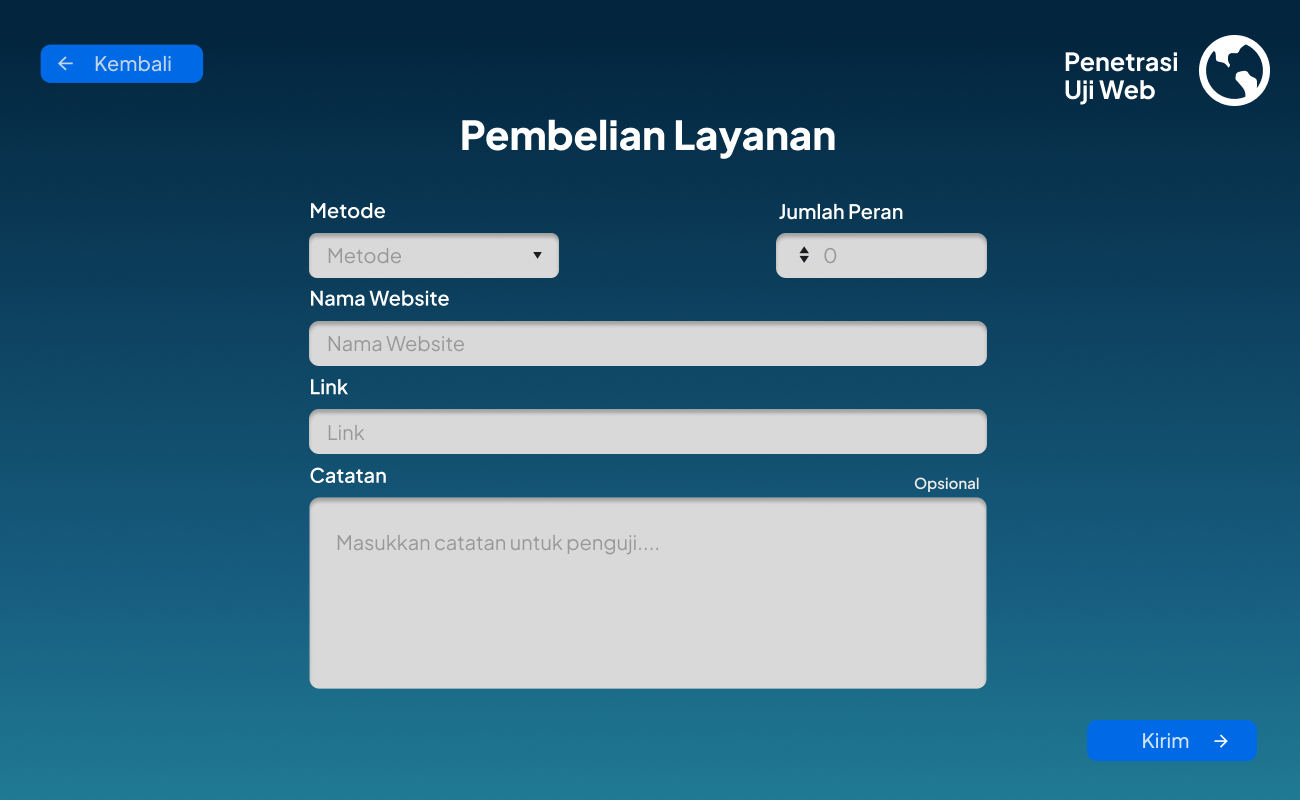 Kembali
Penetrasi
Uji Web
Pembelian Layanan
Metode
Jumlah Peran
Metode
0
Nama Website
Nama Website
Link
Link
Catatan
Opsional
Masukkan catatan untuk penguji....
Kirim